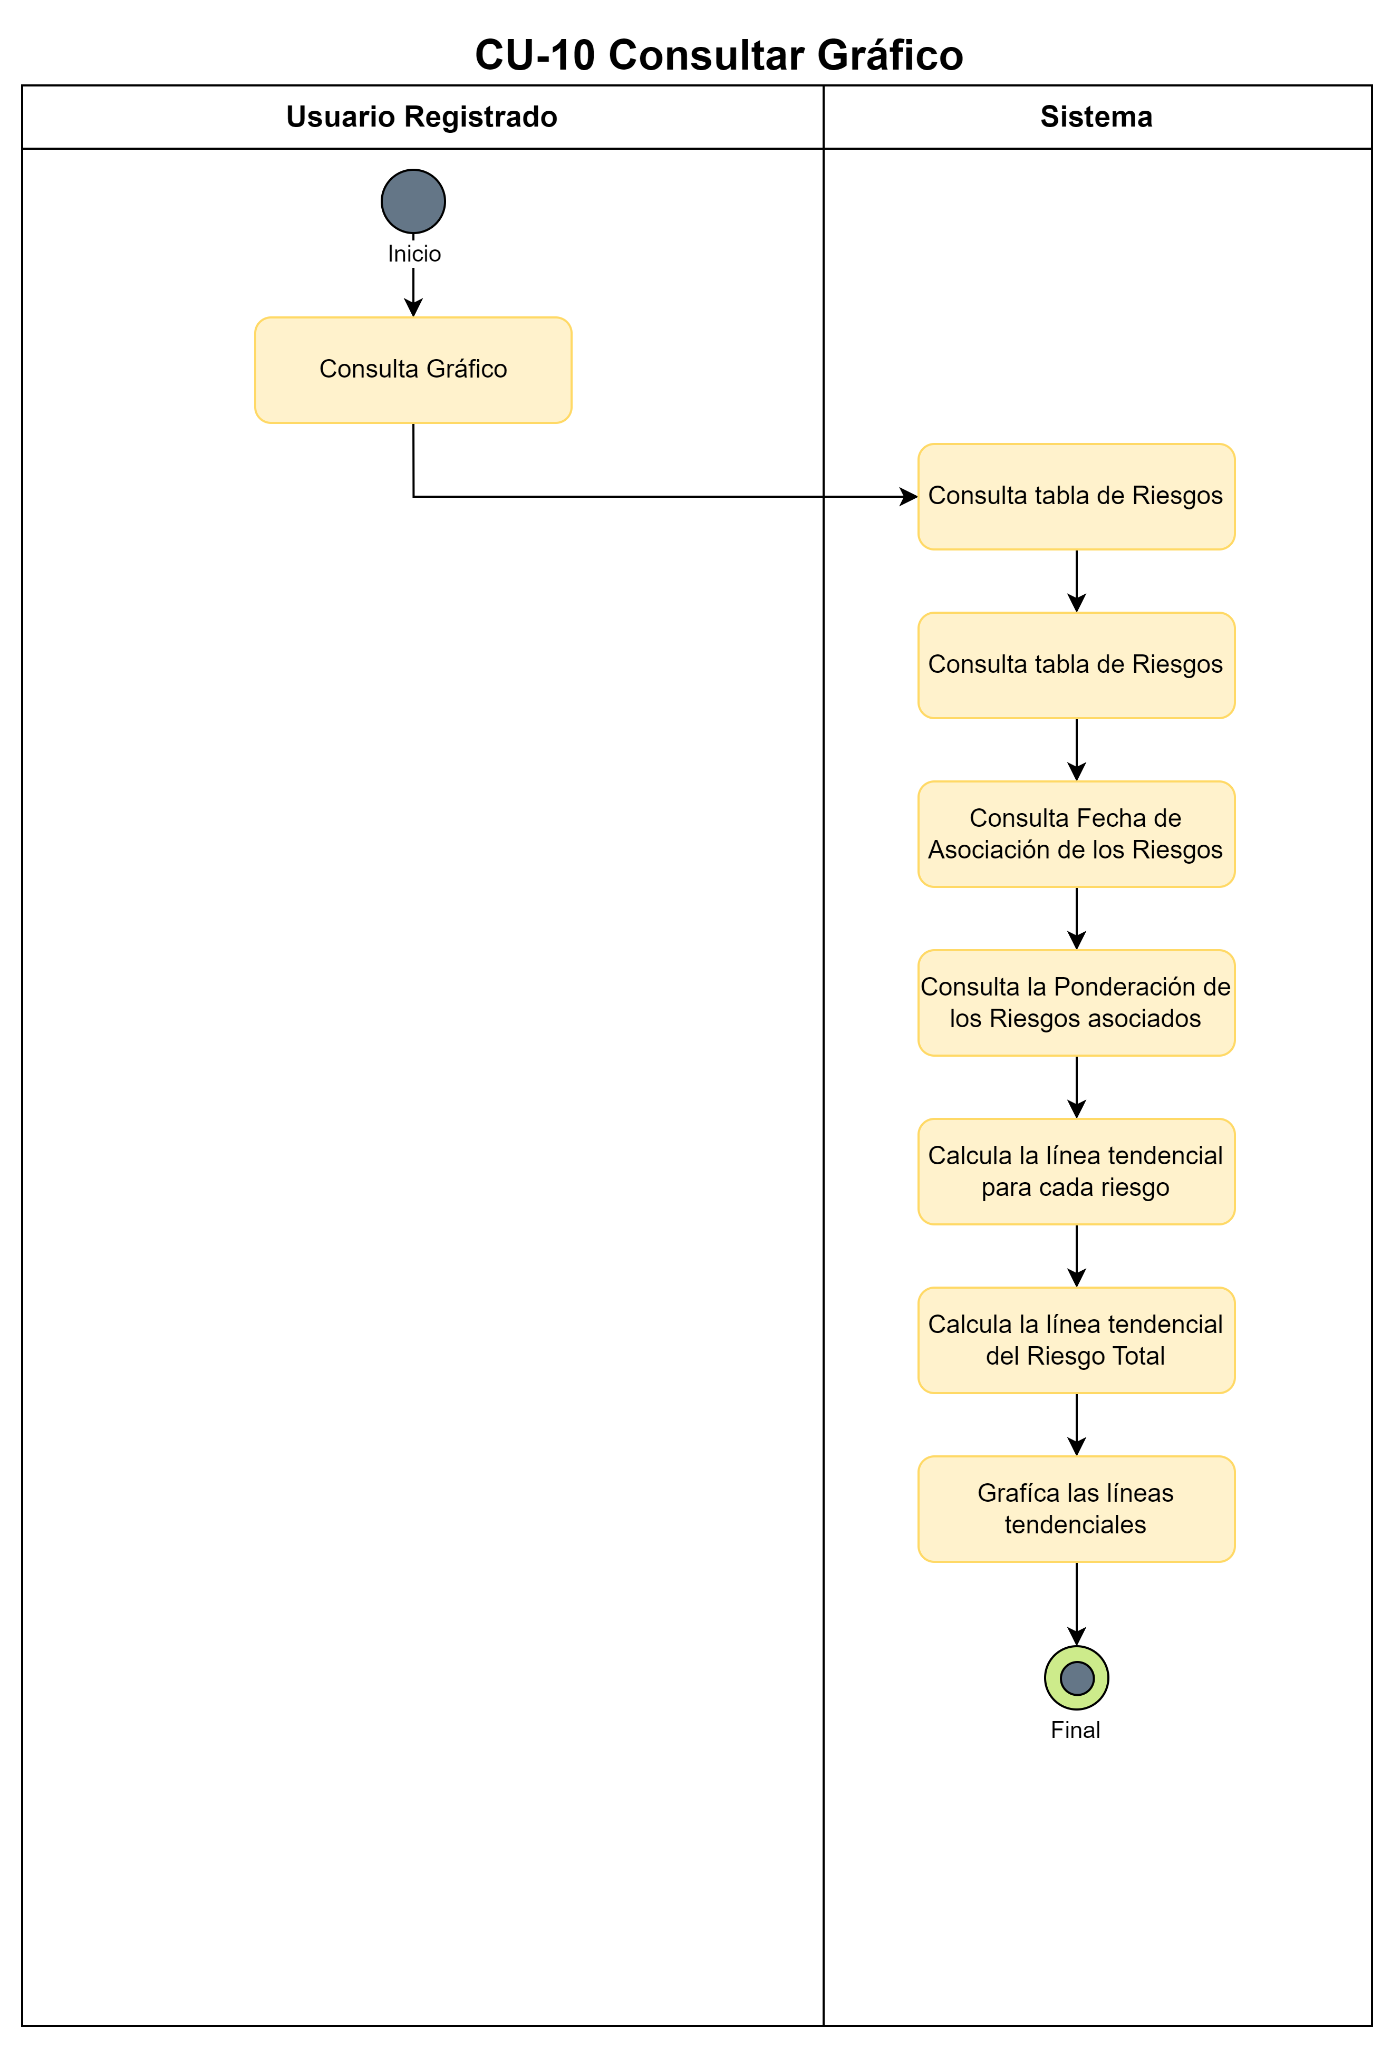 CU-10 Consultar Gráfico
Usuario Registrado
Sistema
Inicio
Consulta Gráfico
Consulta tabla de Riesgos
Consulta tabla de Riesgos
Consulta Fecha de
Asociación de los Riesgos
Consulta la Ponderación de
los Riesgos asociados
Calcula la línea tendencial
para cada riesgo
Calcula la línea tendencial
del Riesgo Total
Grafíca las líneas
tendenciales
Final